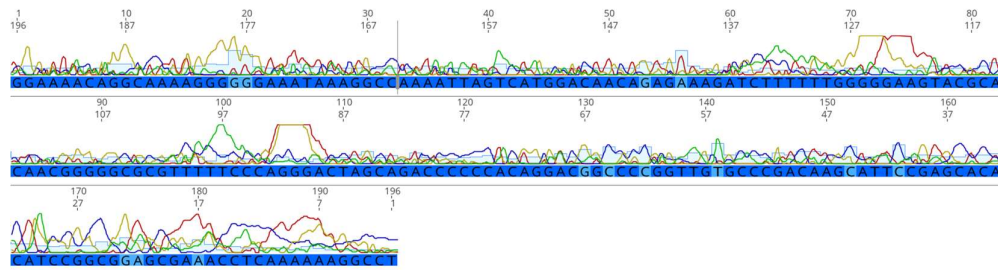 1 10 20 30 40 50 60 70 80
196 187 177 167 157 147 137 127 117
GGAAAACAGGCAAAAGGGGGGAAATAAAGGCCAAAATTAGTCATGGACAACAGAGAAAGATCTTTTTTGGGGGAAGTACGCA
90 100 110 120 130 140 150 160
107 97 87 77 67 57 47 37
CAACGGGGGCGCGTTTTTCCCAGGGACTAGCAGACCCCCCACAGGACGGCCCCGGTTGTGCCCGACAAGCATTCCGAGCACA
170 180 190 196
27 17 7 1
CATCCGGCGGAGCGAAACCTCAAAAAAGGCCT